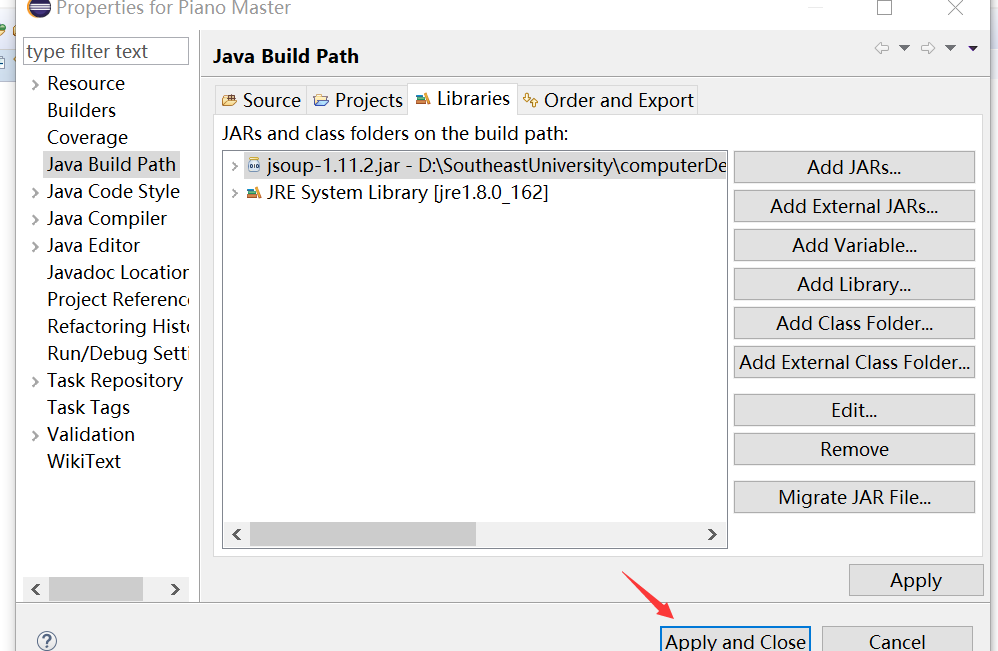 Properties for Piano Master
type filter text
Resource
Builders
Coverage
Java Build Path
Java Code Style
Java Compiler
Java Editor
Javadoc Location
Project Referenc
Refactoring Histo
Run/Debug Setti
Task Repository
Task Tags
Validation
WikiText
Java Build Path
Source
Projects
Libraries
Order and Export
JARs and class folders on the build path:
jsoup-1.11.2.jar - D:\SoutheastUniversity\computerDe
JRE System Library [jre1.8.0_162]
Add JARs...
Add External JARs...
Add Variable...
Add Library...
Add Class Folder...
Add External Class Folder...
Edit...
Remove
Migrate JAR File...
Apply
?
Apply and Close
Cancel